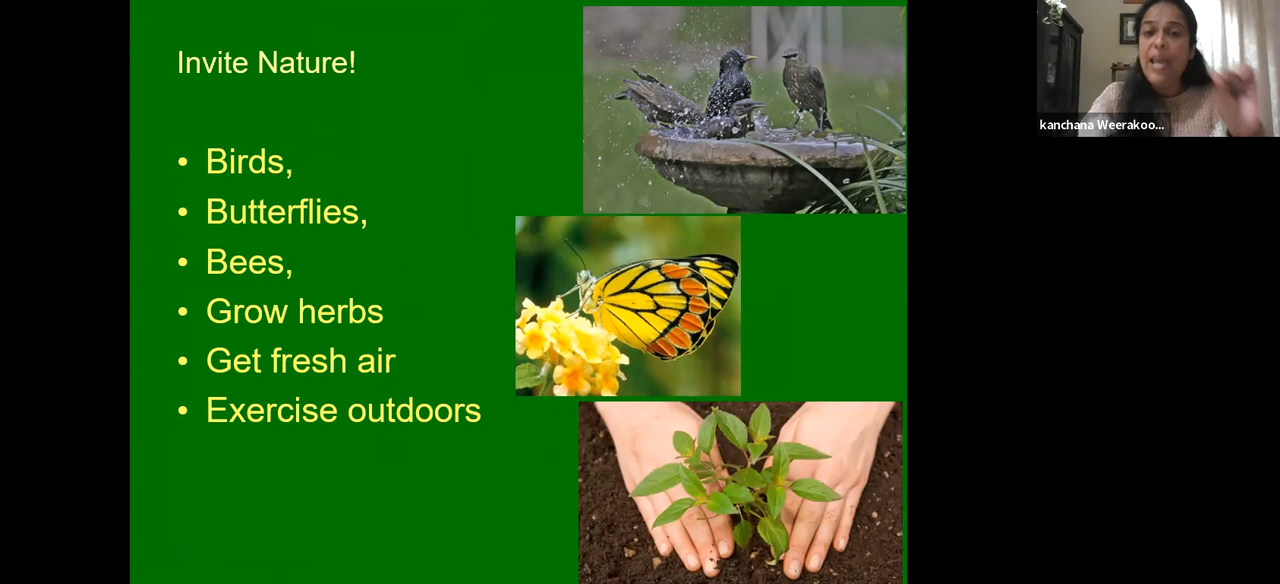 Invite Nature!
• Birds,
• Butterflies,
• Bees,
• Grow herbs
• Get fresh air
• Exercise outdoors
kanchana Weerakoo...